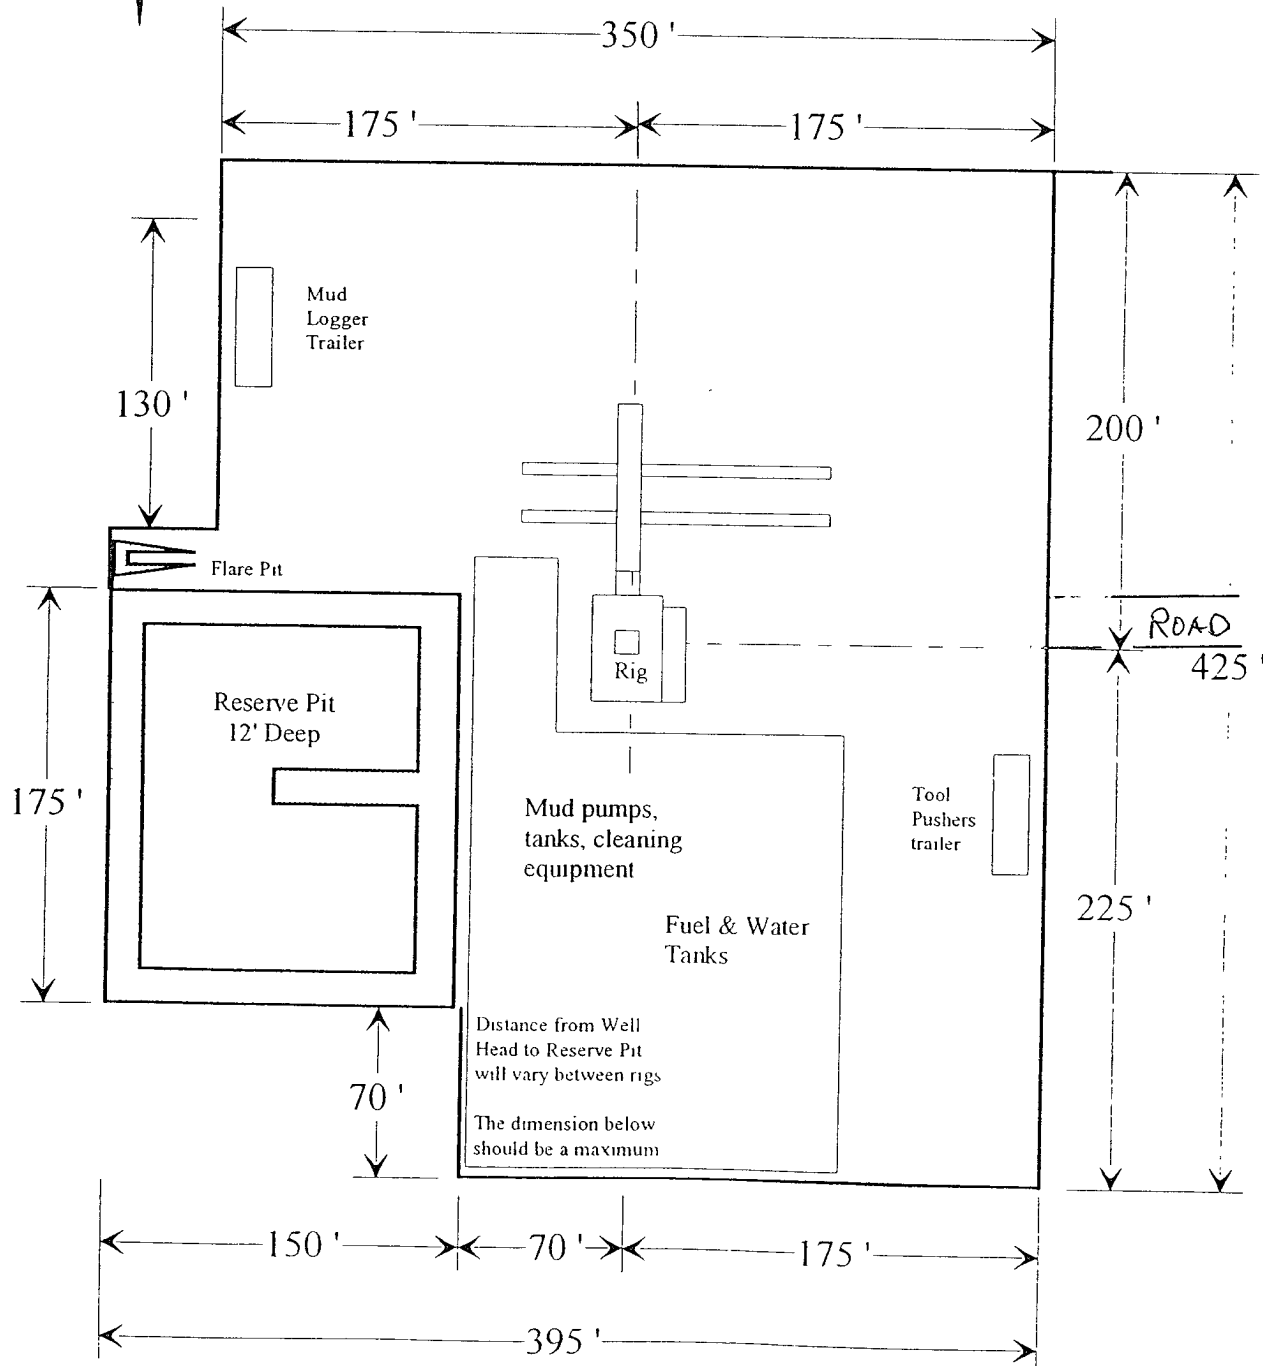 350 '
175 '
175 '
Mud
Logger
Trailer
130 '
200 '
Flare Pit
ROAD
425 '
Rig
Reserve Pit
12' Deep
175 '
Mud pumps,
tanks, cleaning
equipment
Tool
Pushers
trailer
225 '
Fuel & Water
Tanks
Distance from Well
Head to Reserve Pit
will vary between rigs
70 '
The dimension below
should be a maximum
150 '
70 '
175 '
395 '